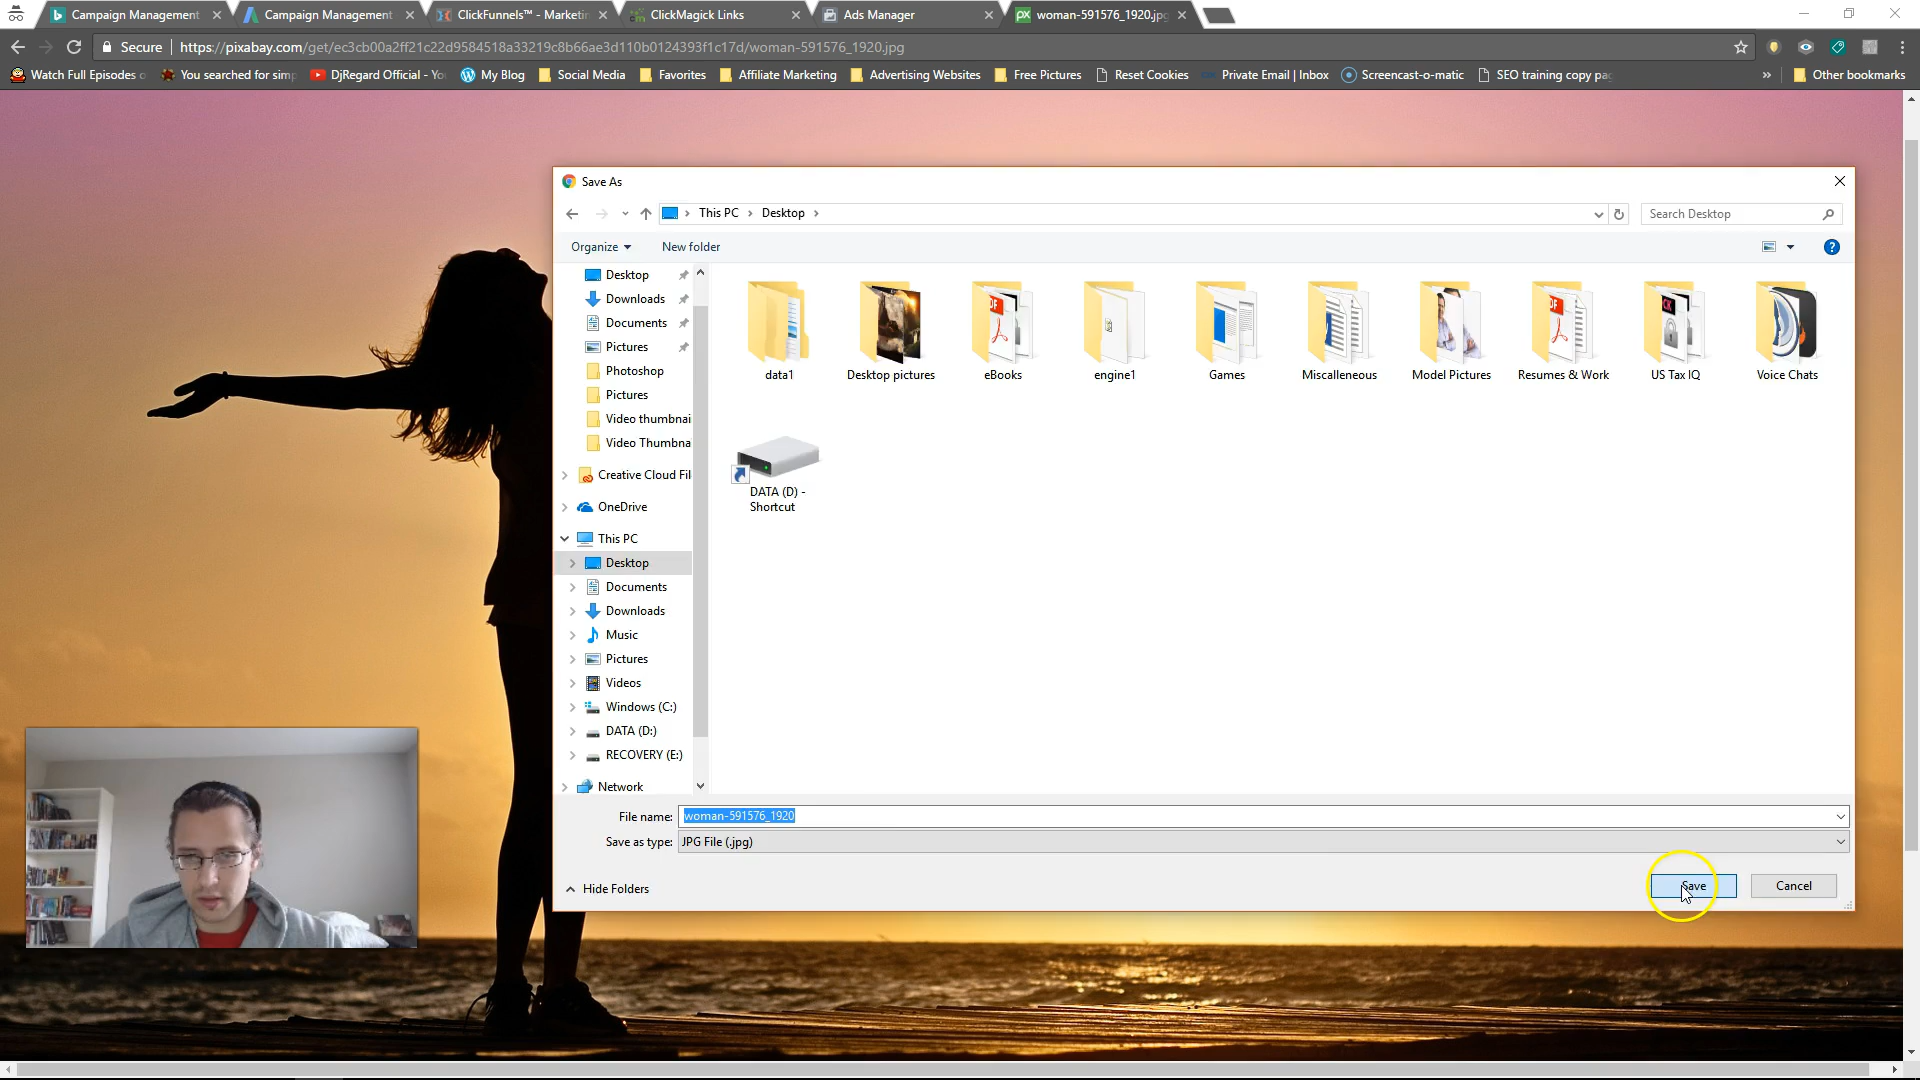 Campaign Management
Campaign Management
ClickFunnels™ - Marketin
ClickMagick Links
Ads Manager
woman-591576_1920.jpg
Secure
https://pixabay.com/get/ec3cb00a2ff21c22d9584518a33219c8b66ae3d110b0124393f1c17d/woman-591576_1920.jpg
Watch Full Episodes o
You searched for simp
DjRegard Official - Yo
My Blog
Social Media
Favorites
Affiliate Marketing
Advertising Websites
Free Pictures
Reset Cookies
Private Email | Inbox
Screencast-o-matic
SEO training copy pag
»
Other bookmarks
Save As
This PC > Desktop >
Search Desktop
Organize
New folder
Desktop
Downloads
Documents
Pictures
Photoshop
Pictures
Video thumbnai
Video Thumbna
Creative Cloud Fil
OneDrive
This PC
Desktop
Documents
Downloads
Music
Pictures
Videos
Windows (C:)
DATA (D:)
RECOVERY (E:)
Network
data1
Desktop pictures
eBooks
engine1
Games
Miscalleneous
Model Pictures
Resumes & Work
US Tax IQ
Voice Chats
DATA (D) -
Shortcut
File name: woman-591576_1920
Save as type: JPG File (.jpg)
Hide Folders
Save
Cancel